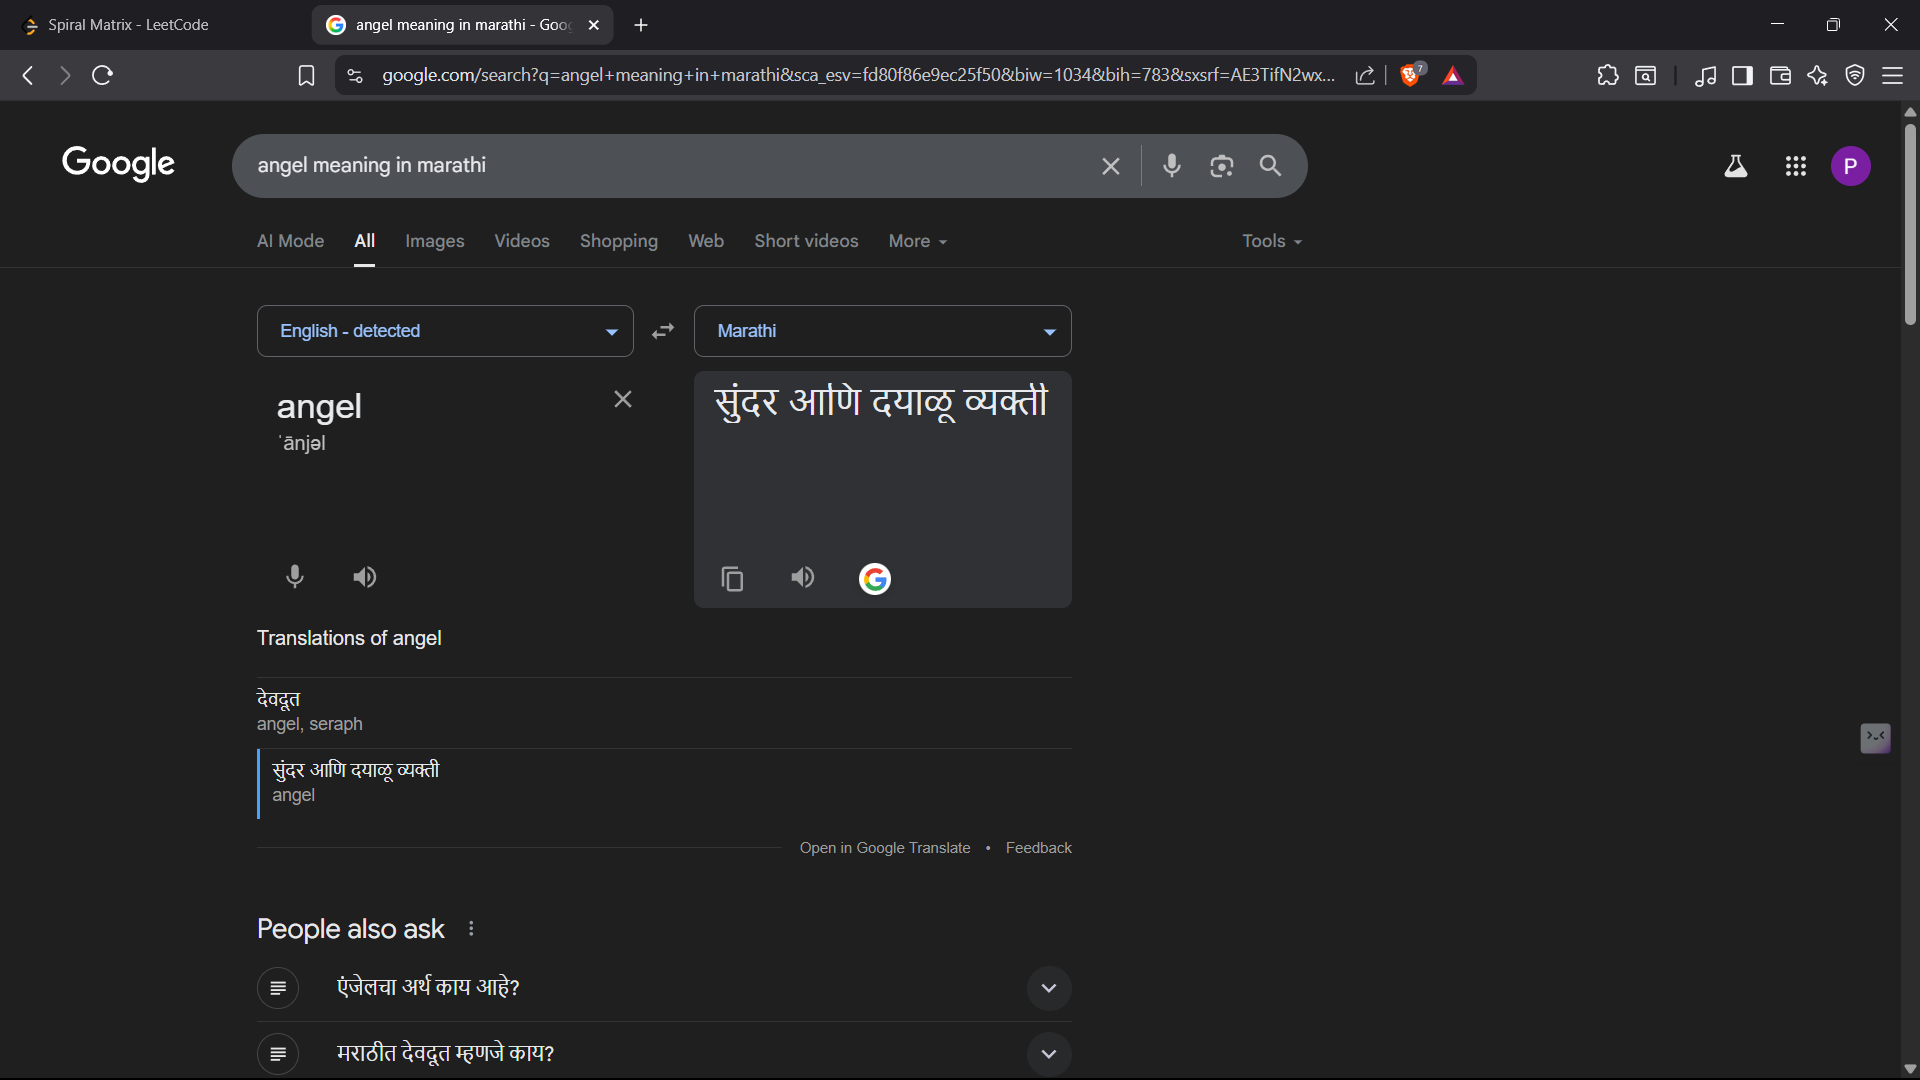 Spiral Matrix - LeetCode
angel meaning in marathi - Goo
google.com/search?q=angel+meaning+in+marathi&sca_esv=fd80f86e9ec25f50&biw=1034&bih=783&sxsrf=AE3TifN2wx...
7
Google
angel meaning in marathi
P
AI Mode
All
Images
Videos
Shopping
Web
Short videos
More
Tools
English - detected
Marathi
angel
ˈānjəl
सुंदर आणि दयाळू व्यक्ती
Translations of angel
देवदूत
angel, seraph
सुंदर आणि दयाळू व्यक्ती
angel
Open in Google Translate • Feedback
People also ask
एंजेलचा अर्थ काय आहे?
मराठीत देवदूत म्हणजे काय?